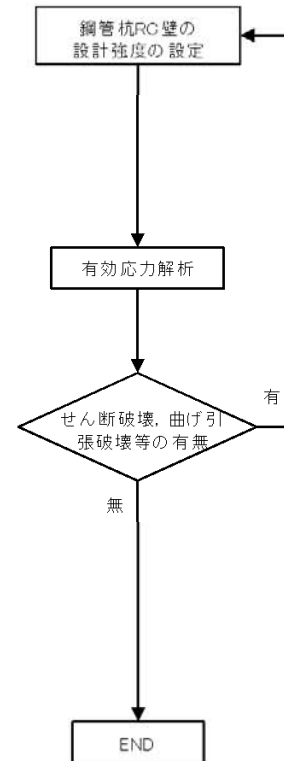 鋼管杭RC壁の
設計強度の設定
有効応力解析
せん断破壊，曲げ引
張破壊等の有無
有
無
END